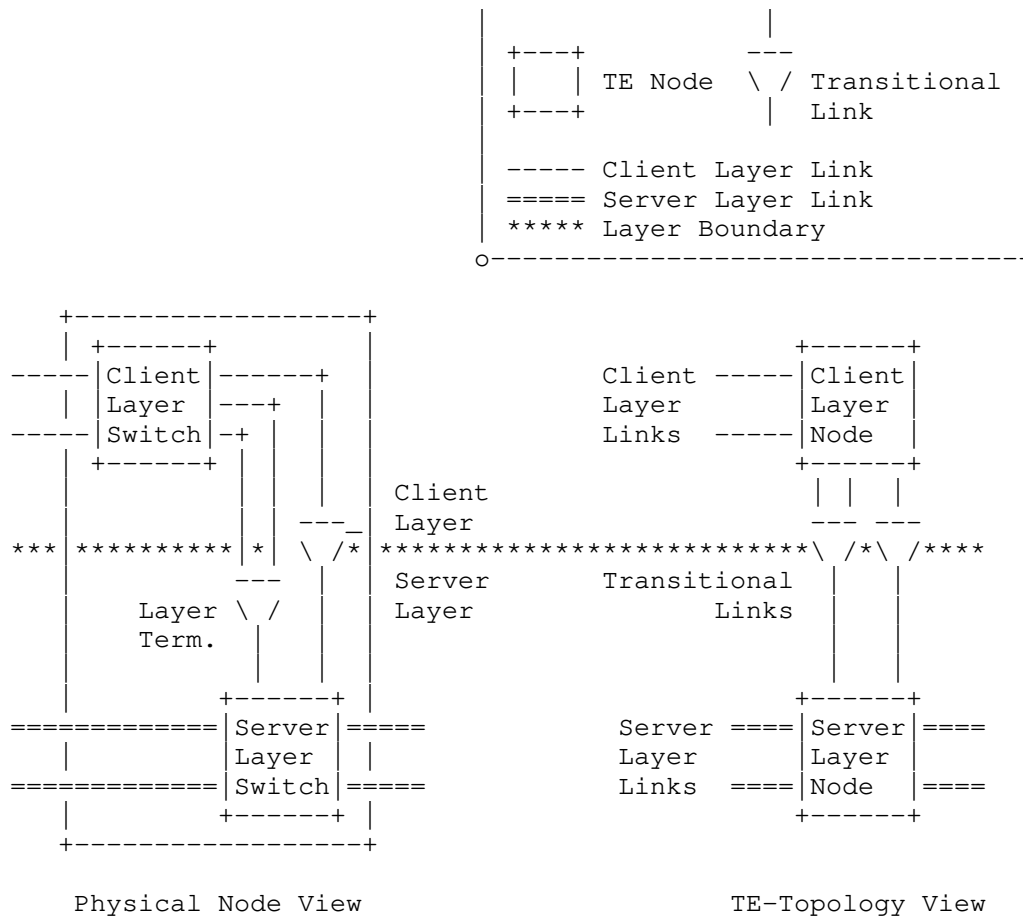 TE Node Transitional
Link
----- Client Layer Link
===== Server Layer Link
***** Layer Boundary
Client
Layer
Switch
Client
Layer
Links
Client
Layer
Node
Client
Layer
Server
Layer
Layer
Term.
Transitional
Links
Server
Layer
Switch
Server
Layer
Links
Server
Layer
Node
Physical Node View
TE-Topology View